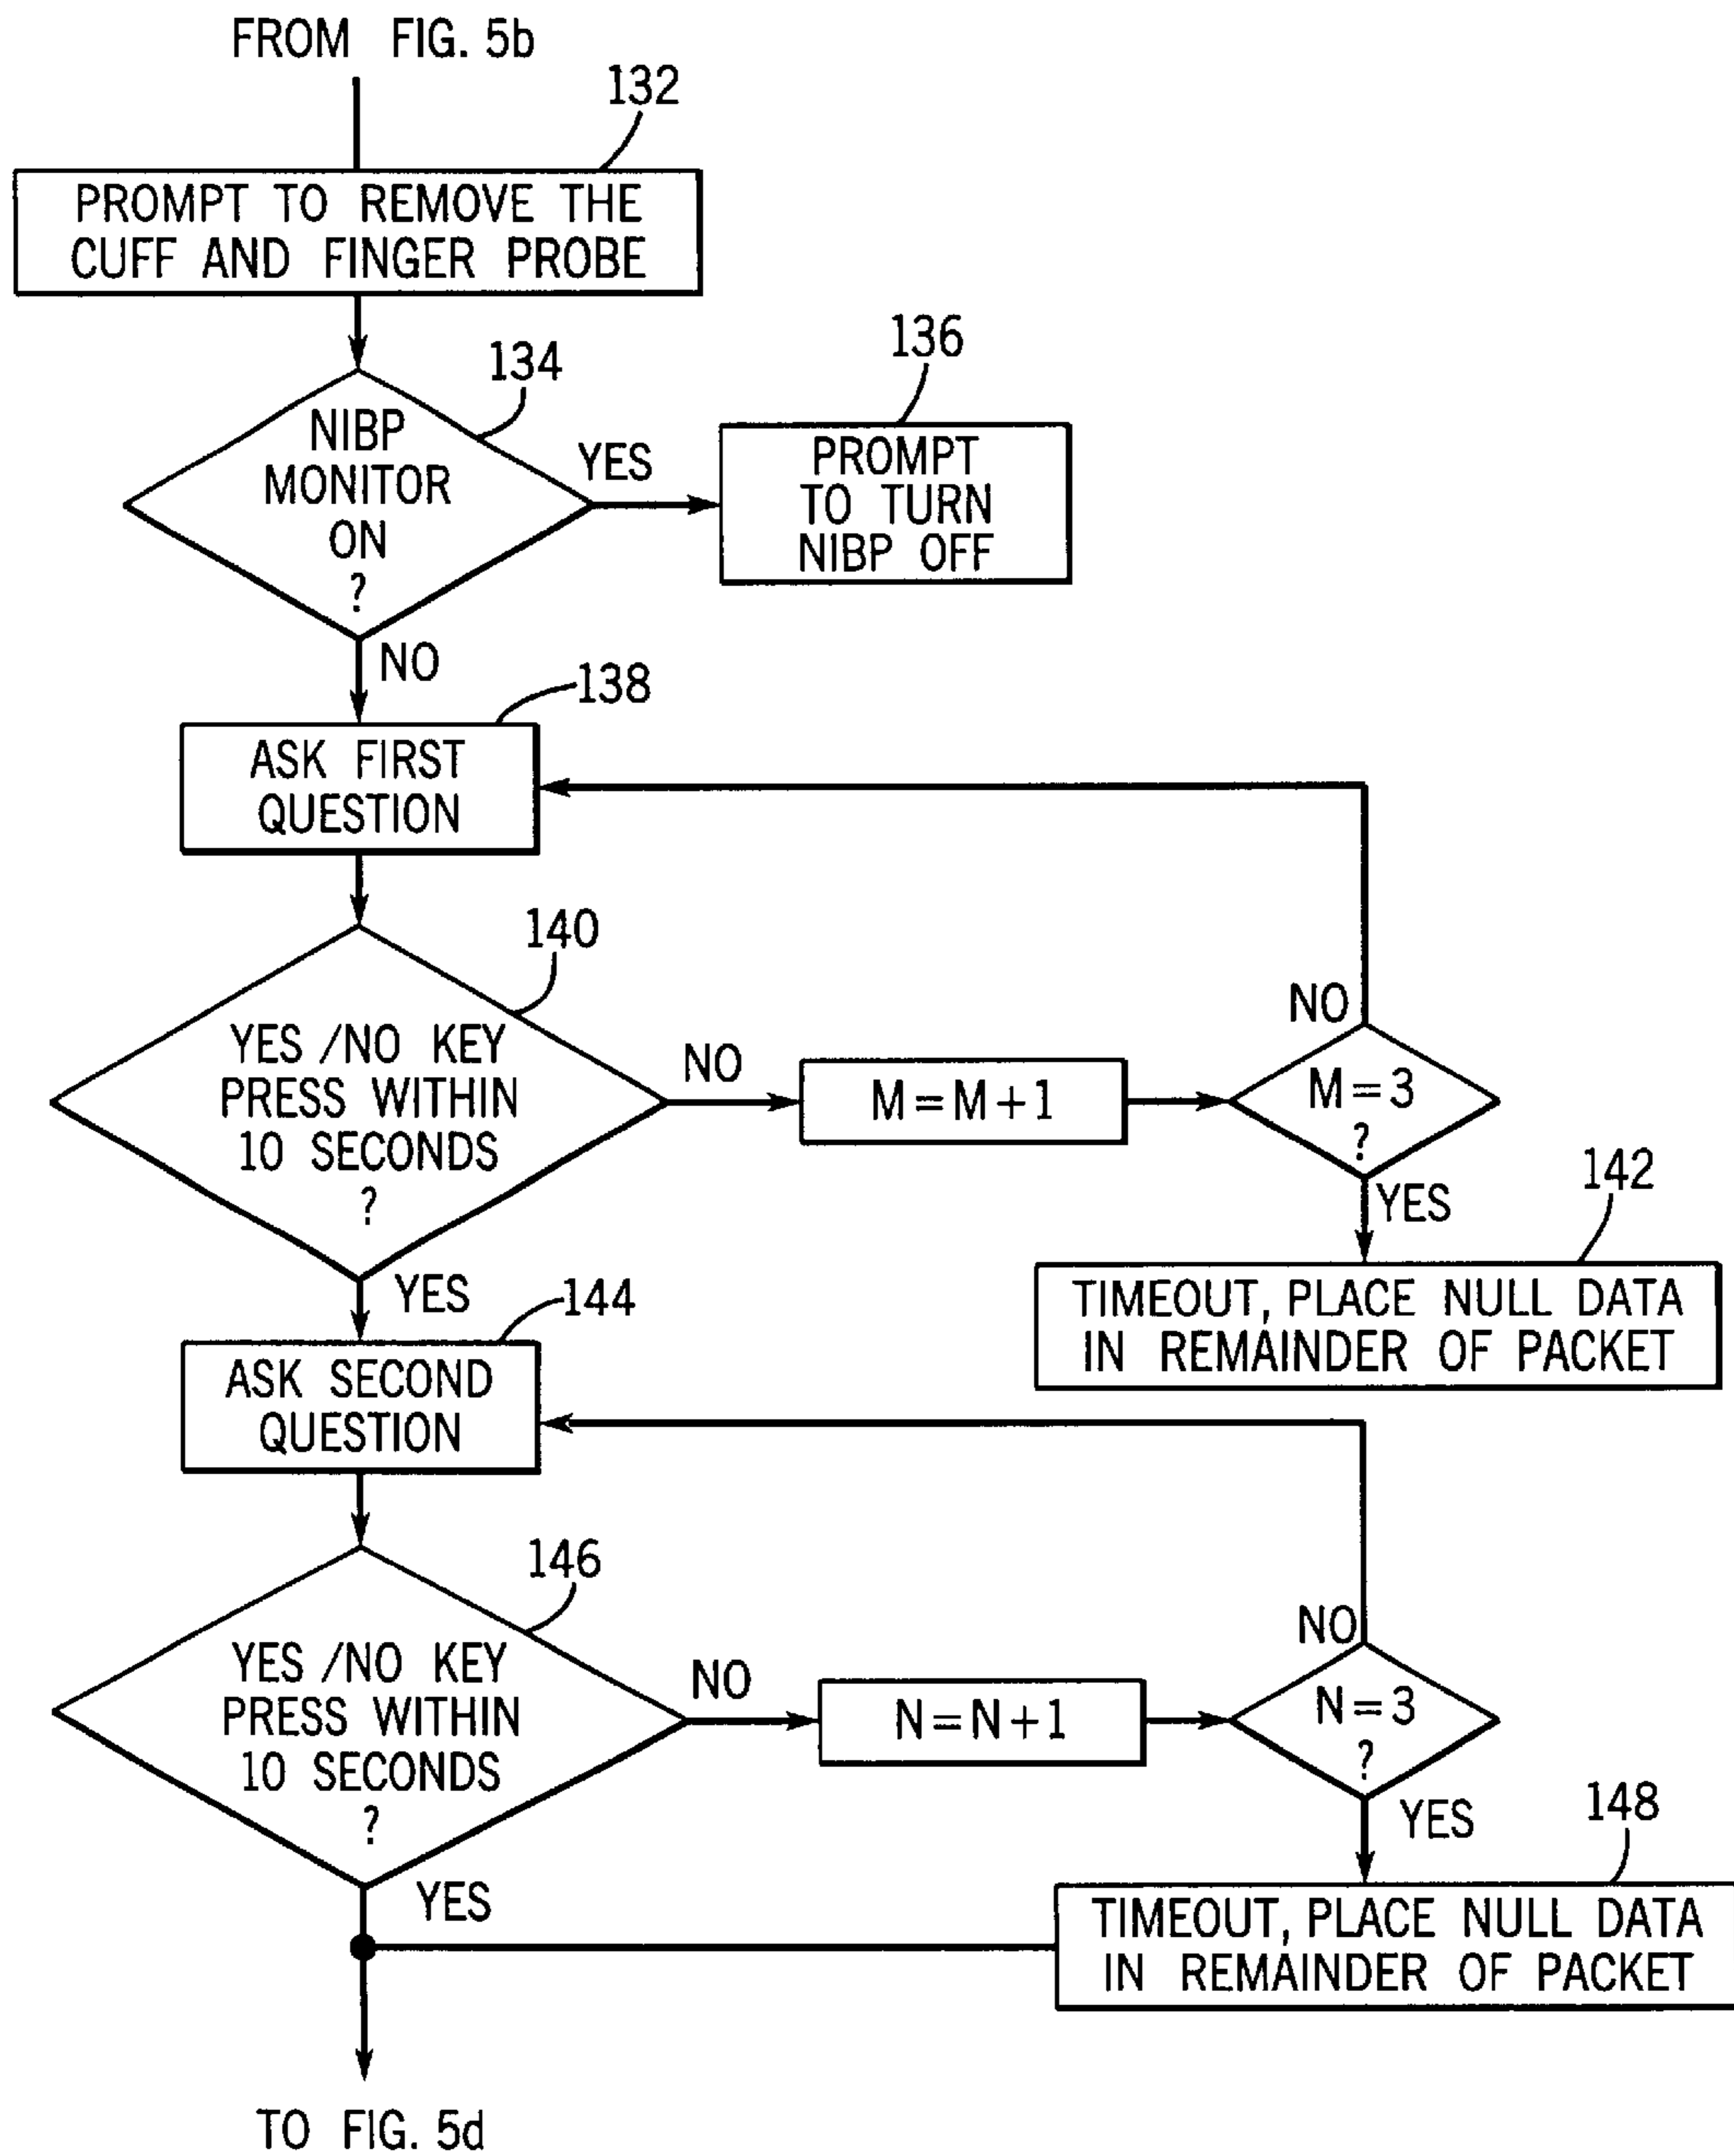 FROM FIG. 5b
132
PROMPT TO REMOVE THE
CUFF AND FINGER PROBE
134
NIBP
MONITOR
ON
?
YES
136
PROMPT
TO TURN
NIBP OFF
NO
138
ASK FIRST
QUESTION
140
YES /NO KEY
PRESS WITHIN
10 SECONDS
?
NO
M=M+1
NO
M=3
?
YES
142
TIMEOUT, PLACE NULL DATA
IN REMAINDER OF PACKET
YES
144
ASK SECOND
QUESTION
146
YES /NO KEY
PRESS WITHIN
10 SECONDS
?
NO
N=N+1
NO
N=3
?
YES
148
TIMEOUT, PLACE NULL DATA
IN REMAINDER OF PACKET
YES
TO FIG. 5d